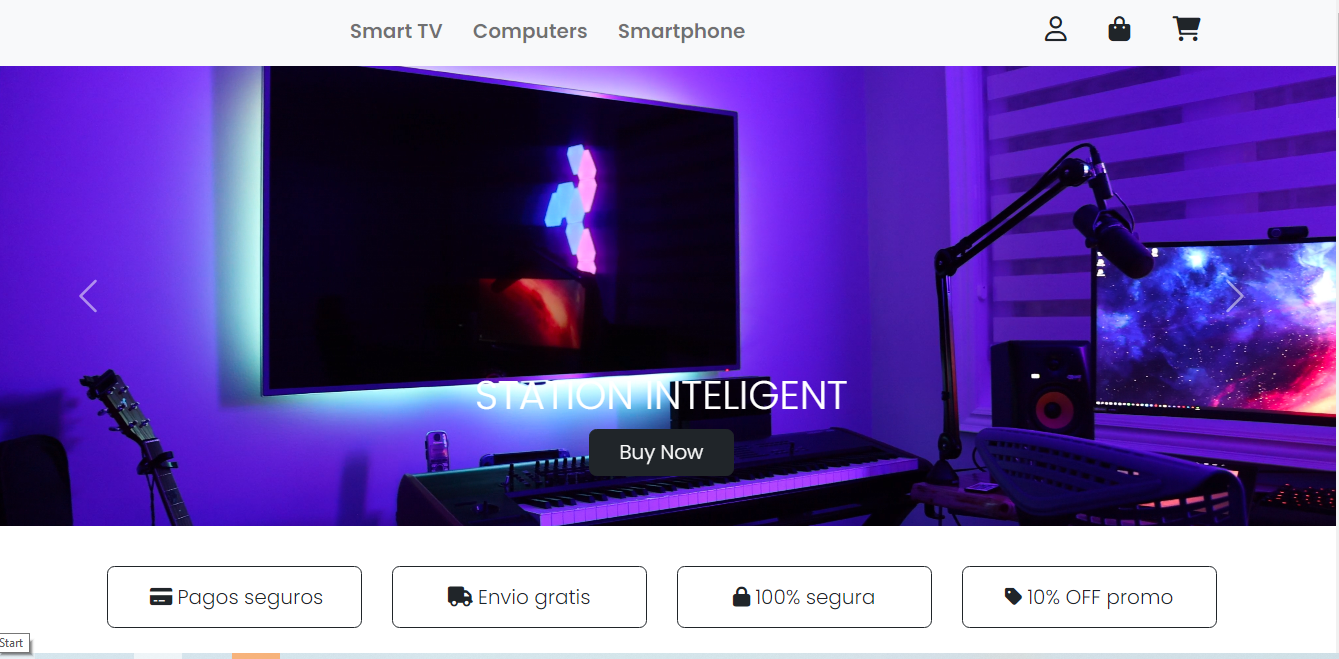 Smart TV Computers Smartphone
STATION INTELIGENT
Buy Now
Pagos seguros Envio gratis 100% segura 10% OFF promo
Start